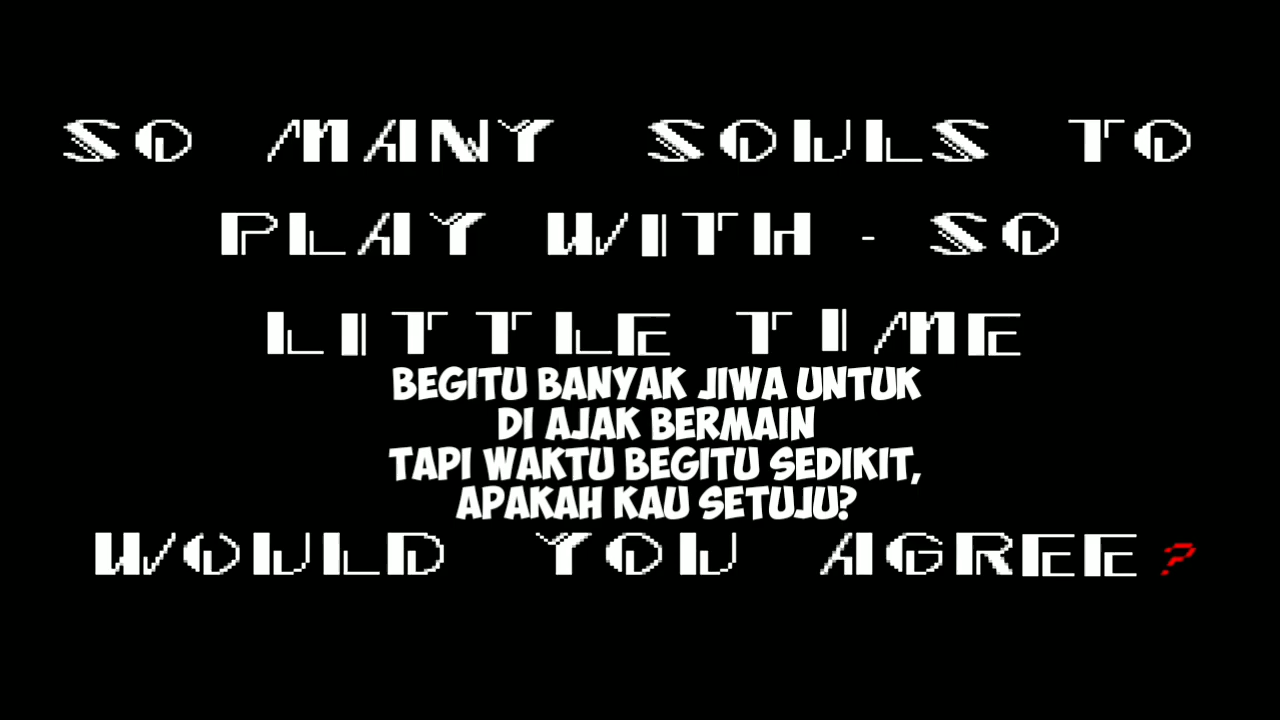 SO MANY SOULS TO
PLAY WITH - SO
LITTLE TIME
BEGITU BANYAK JIWA UNTUK
DI AJAK BERMAIN
TAPI WAKTU BEGITU SEDIKIT,
APAKAH KAU SETUJU?
WOULD YOU AGREE?